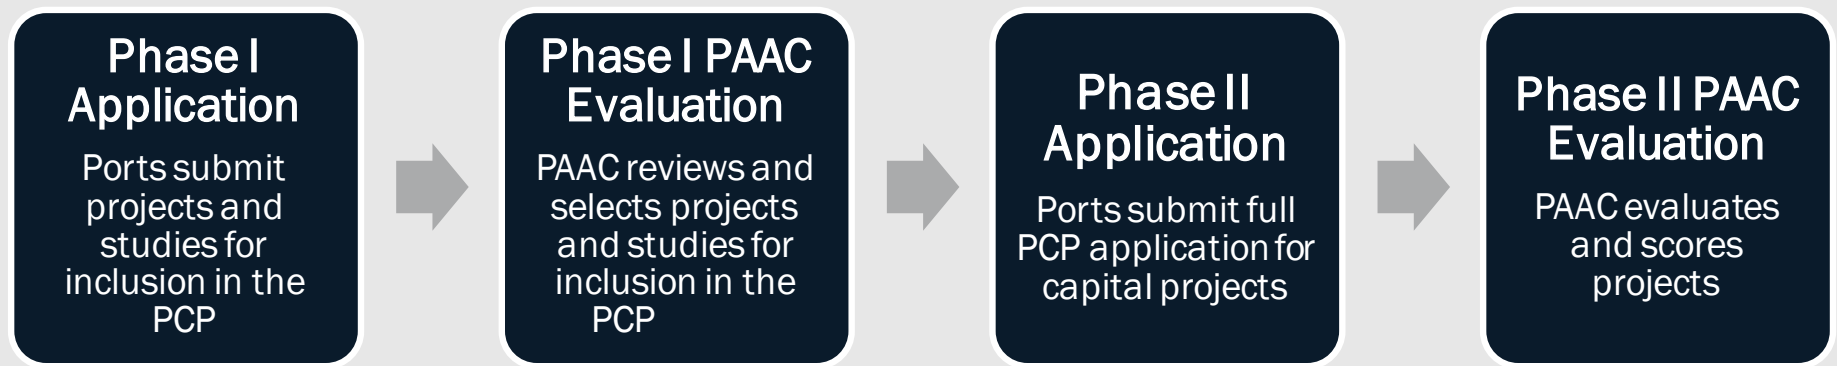 Phase I
Application
Ports submit
projects and
studies for
inclusion in the
PCP
Phase I PAAC
Evaluation
PAAC reviews and
selects projects
and studies for
inclusion in the
PCP
Phase II
Application
Ports submit full
PCP application for
capital projects
Phase II PAAC
Evaluation
PAAC evaluates
and scores
projects